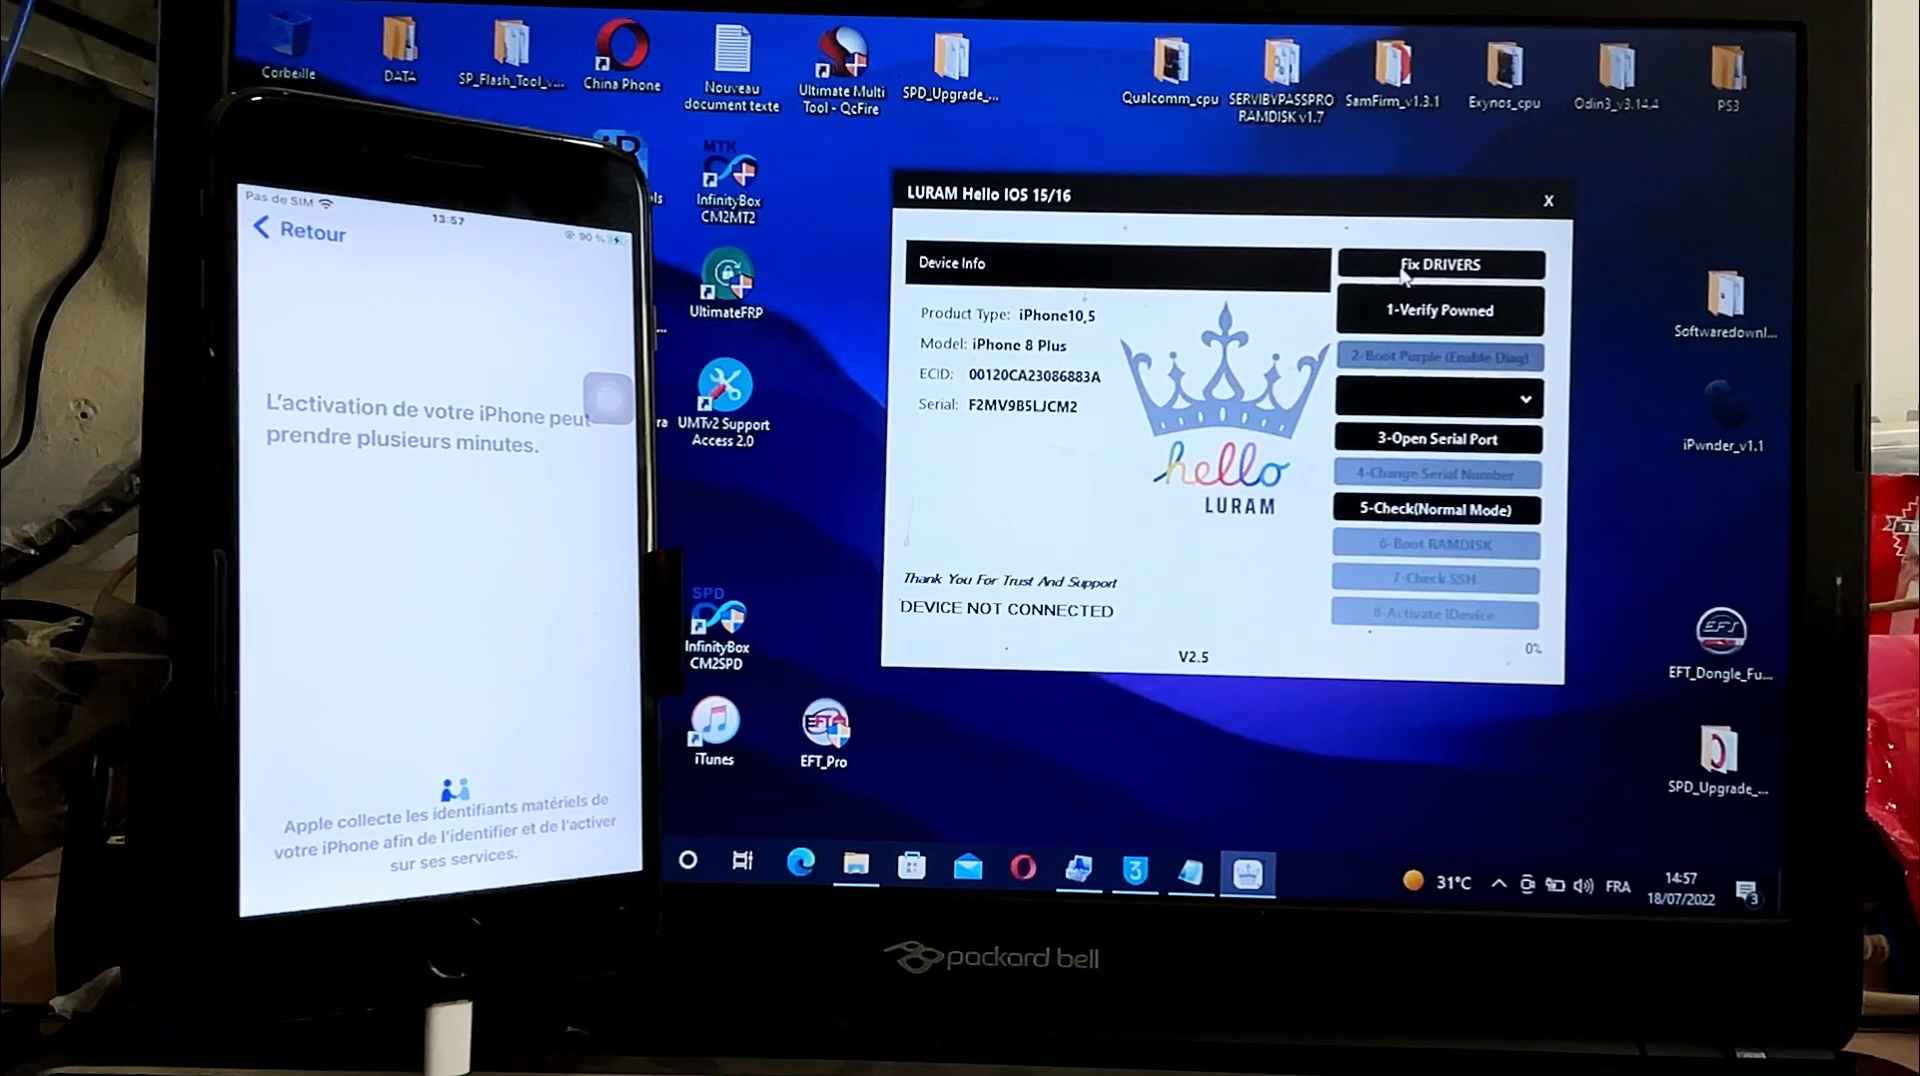 Corbeille
DATA
SP_Flash_Tool_v...
China Phone
Nouveau
document texte
Ultimate Multi
Tool - QcFire
SPD_Upgrade_...
Qualcomm_cpu
SERVIBYPASSPRO
RAMDISK v1.7
SamFirm_v1.3.1
Exynos_cpu
Odin3_v3.14.4
PS3
Pas de SIM
13:57
90 %
Retour
L'activation de votre iPhone peut
prendre plusieurs minutes.
Apple collecte les identifiants matériels de
votre iPhone afin de l'identifier et de l'activer
sur ses services.
MTK
InfinityBox
CM2MT2
UltimateFRP
UMTv2 Support
Access 2.0
SPD
InfinityBox
CM2SPD
iTunes
EFT
EFT_Pro
LURAM Hello IOS 15/16
X
Device Info
Product Type: iPhone10,5
Model: iPhone 8 Plus
ECID: 00120CA23086883A
Serial: F2MV9B5LJCM2
hello
LURAM
Thank You For Trust And Support
DEVICE NOT CONNECTED
V2.5
Fix DRIVERS
1-Verify Powned
2-Boot Purple (Enable Diag)
3-Open Serial Port
4-Change Serial Number
5-Check(Normal Mode)
6-Boot RAMDISK
7-Check SSH
8-Activate iDevice
0%
Softwaredownl...
iPwnder_v1.1
EFT
EFT_Dongle_Fu...
SPD_Upgrade_...
3
31°C
FRA
14:57
18/07/2022
3
packard bell